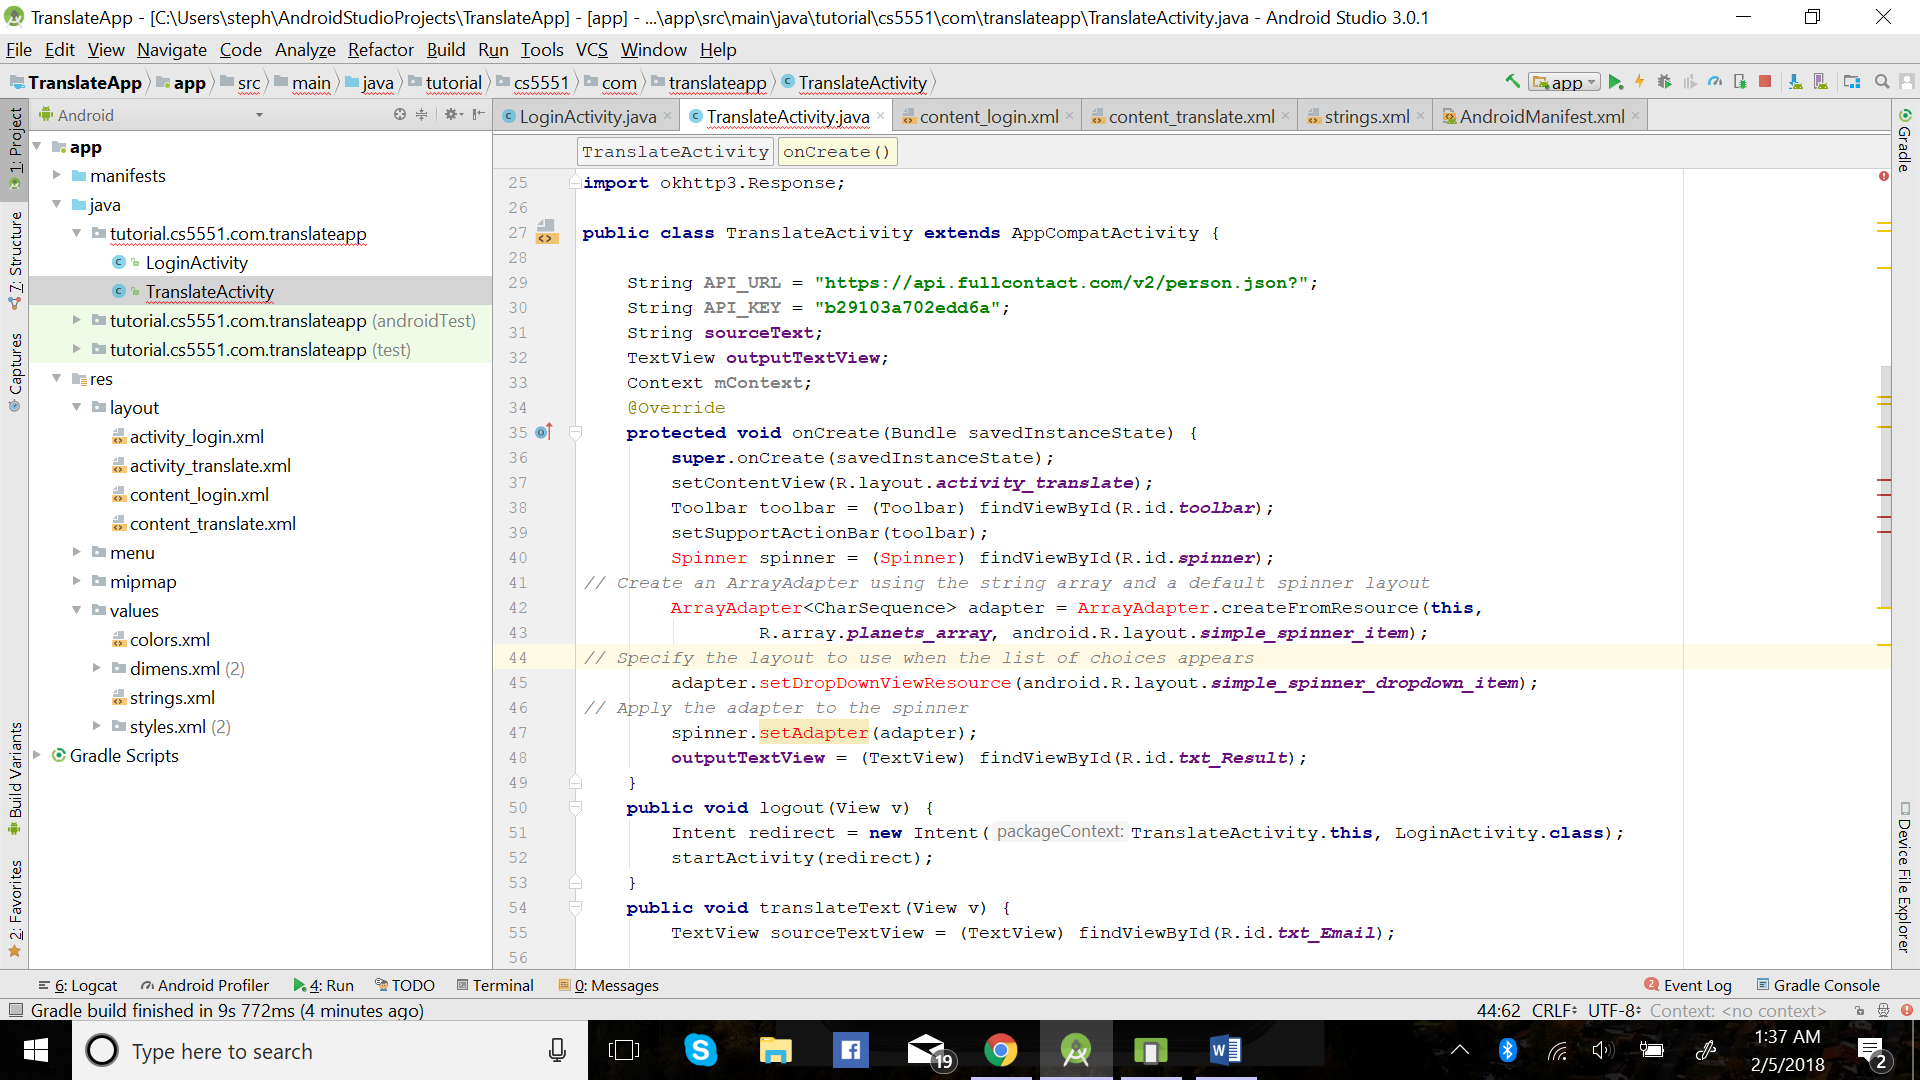 TranslateApp - [C:\Users\steph\AndroidStudioProjects\TranslateApp] - [app] - ...\app\src\main\java\tutorial\cs5551\com\translateapp\TranslateActivity.java - Android Studio 3.0.1
File Edit View Navigate Code Analyze Refactor Build Run Tools VCS Window Help
TranslateApp app src main java tutorial cs5551 com translateapp TranslateActivity app
Android
LoginActivity.java TranslateActivity.java content_login.xml content_translate.xml strings.xml AndroidManifest.xml
TranslateActivity onCreate()
1: Project
7: Structure
Captures
Build Variants
2: Favorites
app
manifests
java
tutorial.cs5551.com.translateapp
LoginActivity
TranslateActivity
tutorial.cs5551.com.translateapp (androidTest)
tutorial.cs5551.com.translateapp (test)
res
layout
activity_login.xml
activity_translate.xml
content_login.xml
content_translate.xml
menu
mipmap
values
colors.xml
dimens.xml (2)
strings.xml
styles.xml (2)
Gradle Scripts
25 import okhttp3.Response;
26
27 public class TranslateActivity extends AppCompatActivity {
28
29 String API_URL = "https://api.fullcontact.com/v2/person.json?";
30 String API_KEY = "b29103a702edd6a";
31 String sourceText;
32 TextView outputTextView;
33 Context mContext;
34 @Override
35 protected void onCreate(Bundle savedInstanceState) {
36 super.onCreate(savedInstanceState);
37 setContentView(R.layout.activity_translate);
38 Toolbar toolbar = (Toolbar) findViewById(R.id.toolbar);
39 setSupportActionBar(toolbar);
40 Spinner spinner = (Spinner) findViewById(R.id.spinner);
41 // Create an ArrayAdapter using the string array and a default spinner layout
42 ArrayAdapter<CharSequence> adapter = ArrayAdapter.createFromResource(this,
43 R.array.planets_array, android.R.layout.simple_spinner_item);
44 // Specify the layout to use when the list of choices appears
45 adapter.setDropDownViewResource(android.R.layout.simple_spinner_dropdown_item);
46 // Apply the adapter to the spinner
47 spinner.setAdapter(adapter);
48 outputTextView = (TextView) findViewById(R.id.txt_Result);
49 }
50 public void logout(View v) {
51 Intent redirect = new Intent( packageContext: TranslateActivity.this, LoginActivity.class);
52 startActivity(redirect);
53 }
54 public void translateText(View v) {
55 TextView sourceTextView = (TextView) findViewById(R.id.txt_Email);
56
Gradle
Device File Explorer
6: Logcat Android Profiler 4: Run TODO Terminal 0: Messages 2 Event Log Gradle Console
Gradle build finished in 9s 772ms (4 minutes ago) 44:62 CRLF UTF-8 Context: <no context>
Type here to search 19 1:37 AM
2/5/2018 2